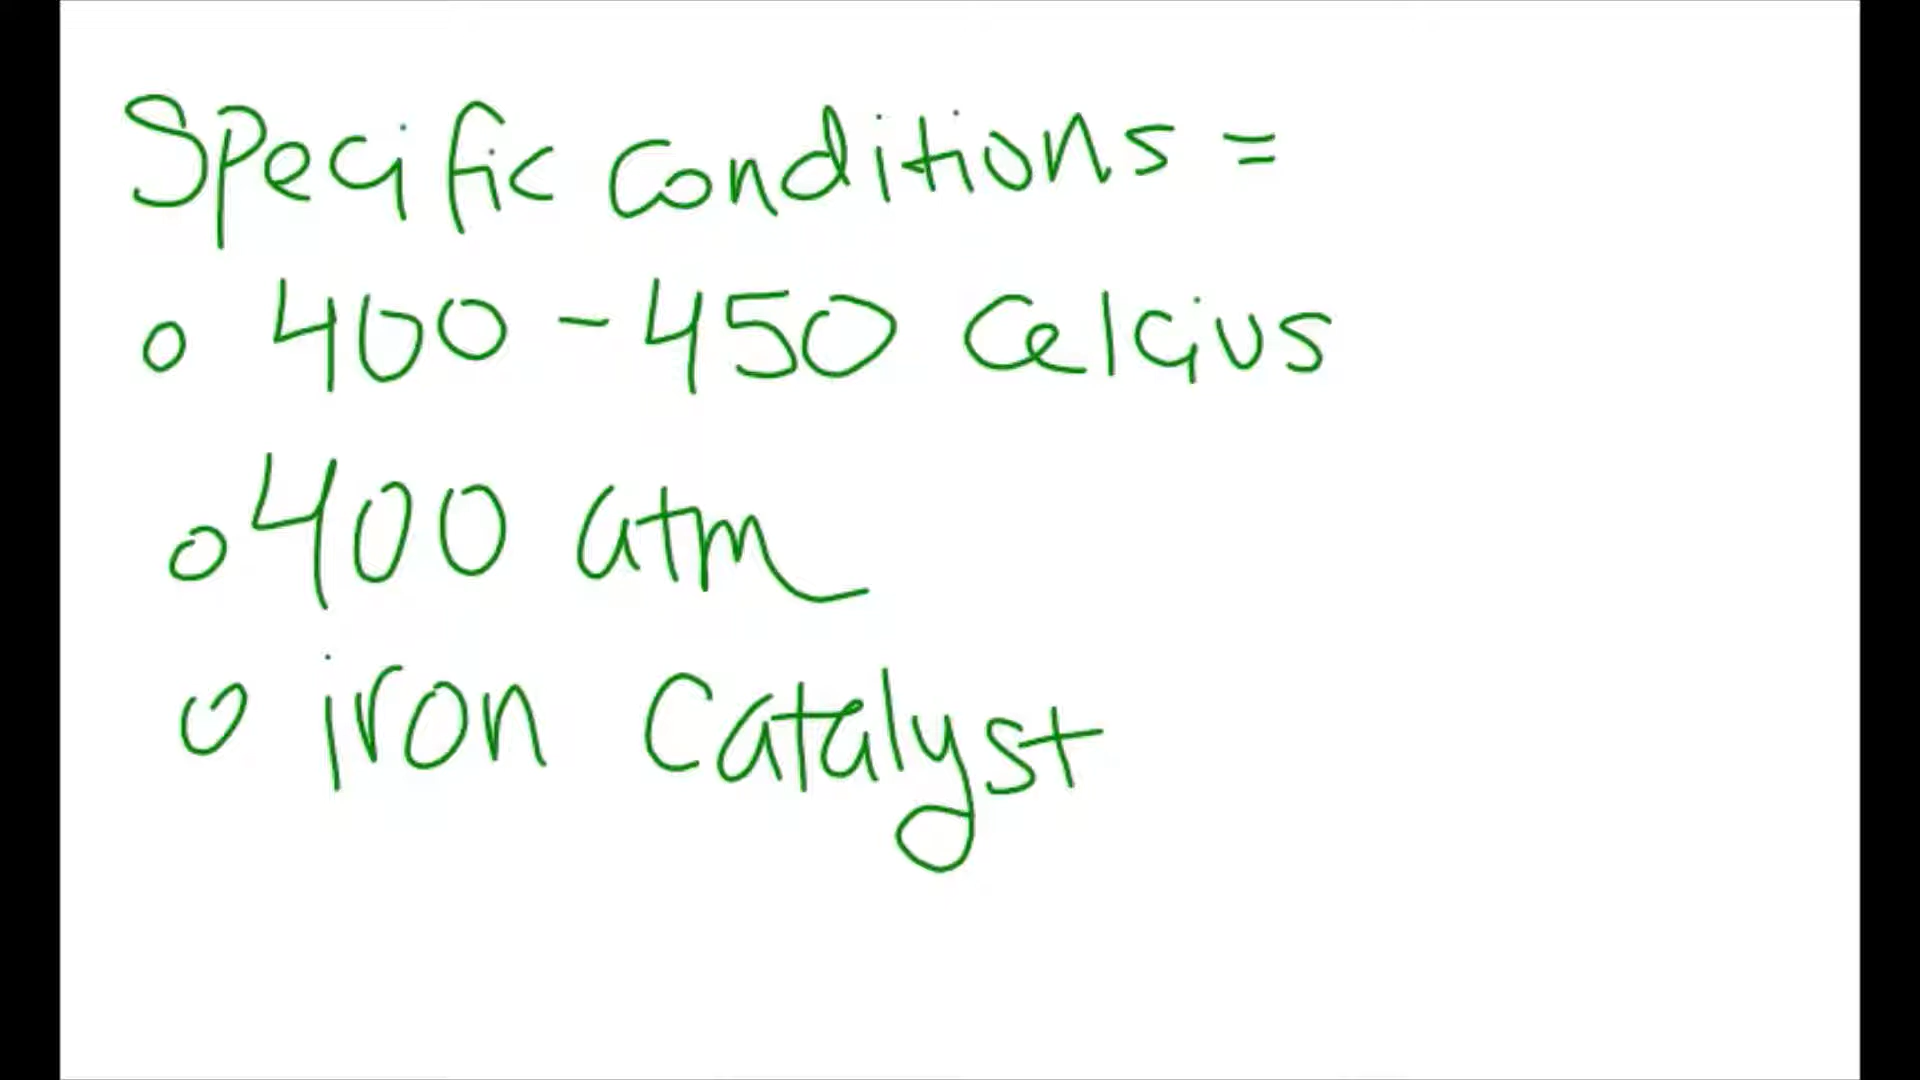 Specific conditions =
o 400 - 450 Celcius
o 400 atm
o iron catalyst